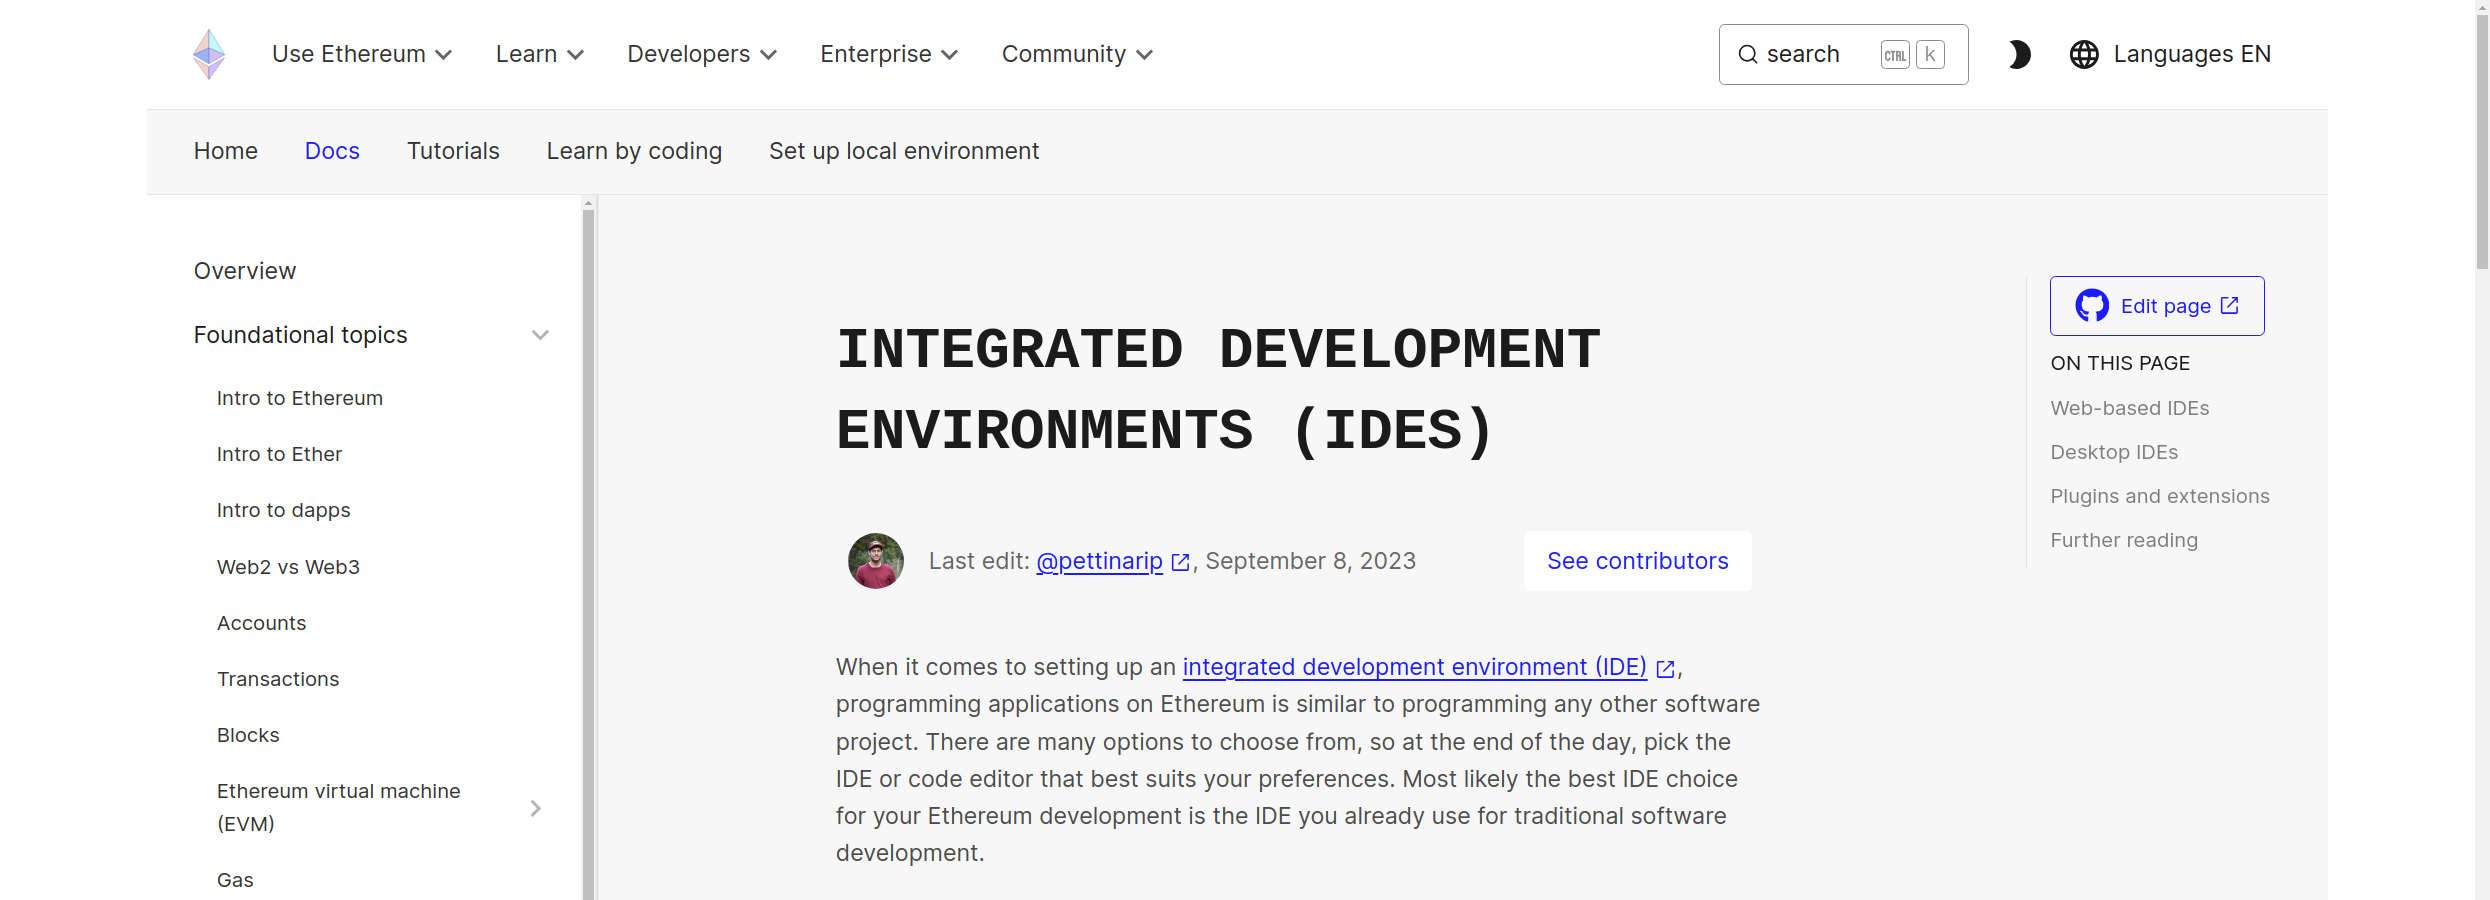 Use Ethereum Learn Developers Enterprise Community search CTRL k Languages EN
Home Docs Tutorials Learn by coding Set up local environment
Overview
Foundational topics
Intro to Ethereum
Intro to Ether
Intro to dapps
Web2 vs Web3
Accounts
Transactions
Blocks
Ethereum virtual machine
(EVM)
Gas
INTEGRATED DEVELOPMENT
ENVIRONMENTS (IDES)
Last edit: @pettinarip , September 8, 2023
See contributors
When it comes to setting up an integrated development environment (IDE) ,
programming applications on Ethereum is similar to programming any other software
project. There are many options to choose from, so at the end of the day, pick the
IDE or code editor that best suits your preferences. Most likely the best IDE choice
for your Ethereum development is the IDE you already use for traditional software
development.
Edit page
ON THIS PAGE
Web-based IDEs
Desktop IDEs
Plugins and extensions
Further reading